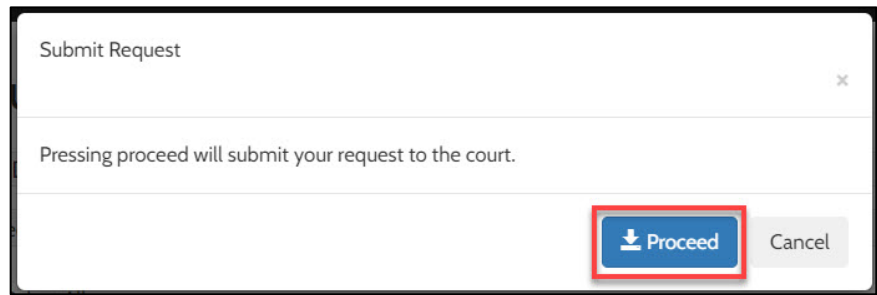 Submit Request
×
Pressing proceed will submit your request to the court.
Proceed Cancel